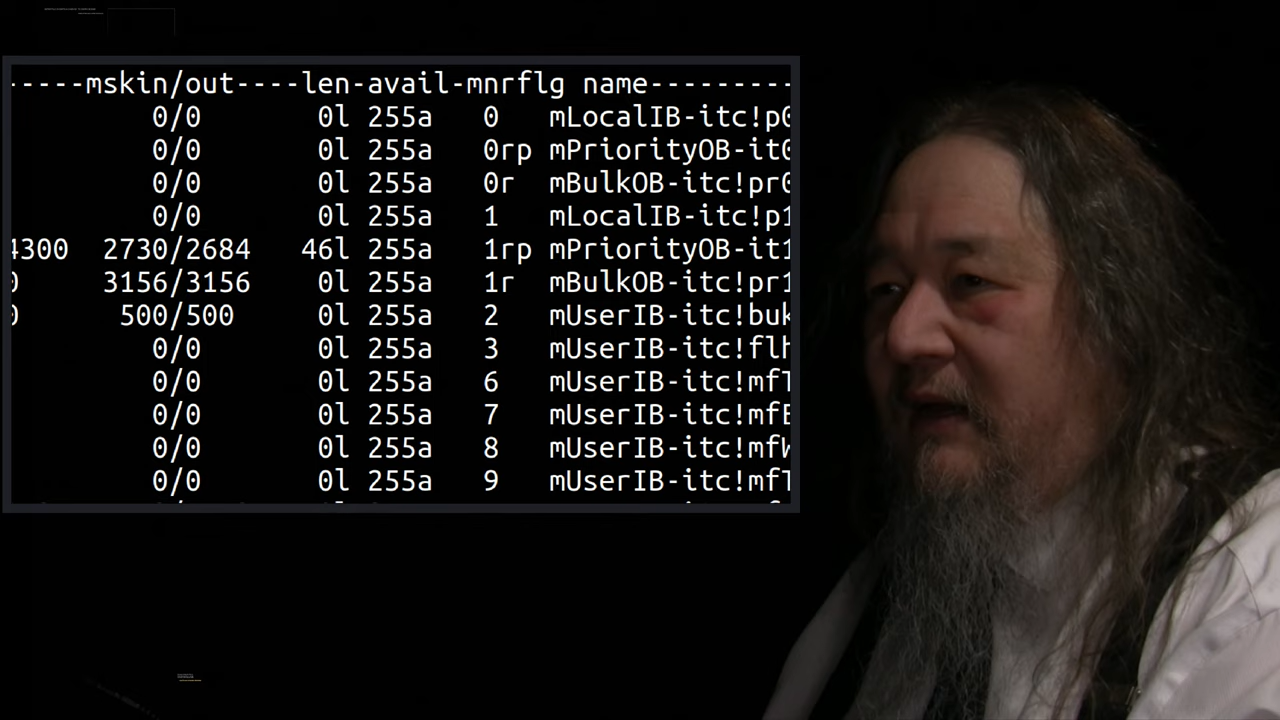 -----mskin/out----len-avail-mnrflg name---------
0/0 0l 255a 0 mLocalIB-itc!p0
0/0 0l 255a 0rp mPriorityOB-it0
0/0 0l 255a 0r mBulkOB-itc!pr0
0/0 0l 255a 1 mLocalIB-itc!p1
4300 2730/2684 46l 255a 1rp mPriorityOB-it1
0 3156/3156 0l 255a 1r mBulkOB-itc!pr1
0 500/500 0l 255a 2 mUserIB-itc!buk
0/0 0l 255a 3 mUserIB-itc!flh
0/0 0l 255a 6 mUserIB-itc!mfT
0/0 0l 255a 7 mUserIB-itc!mfE
0/0 0l 255a 8 mUserIB-itc!mfW
0/0 0l 255a 9 mUserIB-itc!mfT